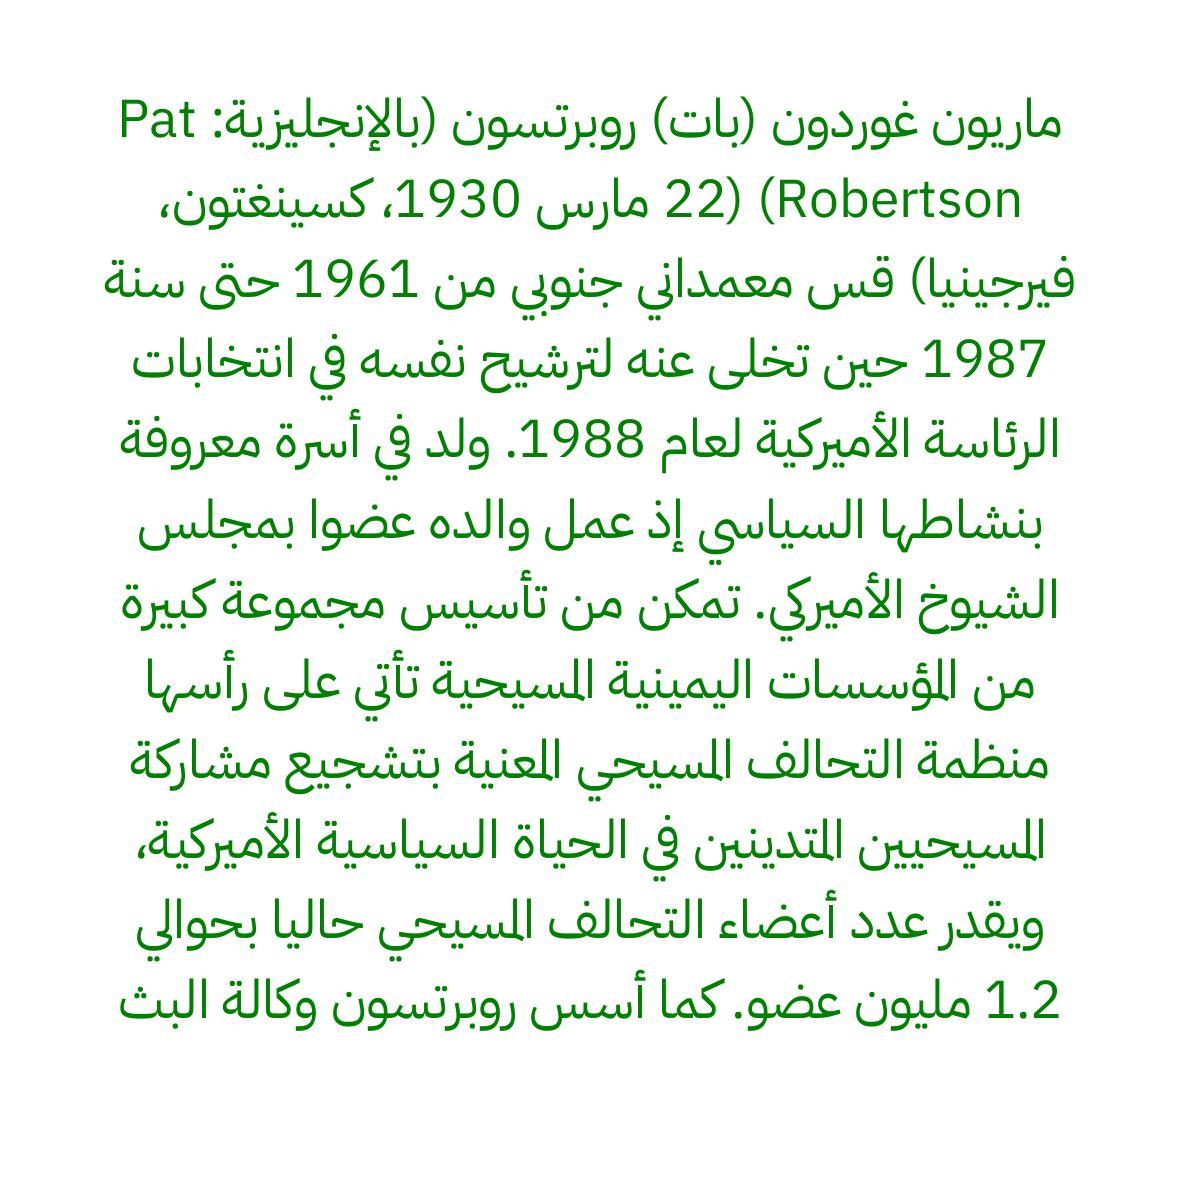 ماريون غوردون (بات) روبرتسون (بالإنجليزية: Pat
Robertson) (22 مارس 1930، كسينغتون،
فيرجينيا) قس معمداني جنوبي من 1961 حتى سنة
1987 حين تخلى عنه لترشيح نفسه في انتخابات
الرئاسة الأميركية لعام 1988. ولد في أسرة معروفة
بنشاطها السياسي إذ عمل والده عضوا بمجلس
الشيوخ الأميركي. تمكن من تأسيس مجموعة كبيرة
من المؤسسات اليمينية المسيحية تأتي على رأسها
منظمة التحالف المسيحي المعنية بتشجيع مشاركة
المسيحيين المتدينين في الحياة السياسية الأميركية،
ويقدر عدد أعضاء التحالف المسيحي حاليا بحوالي
1.2 مليون عضو. كما أسس روبرتسون وكالة البث